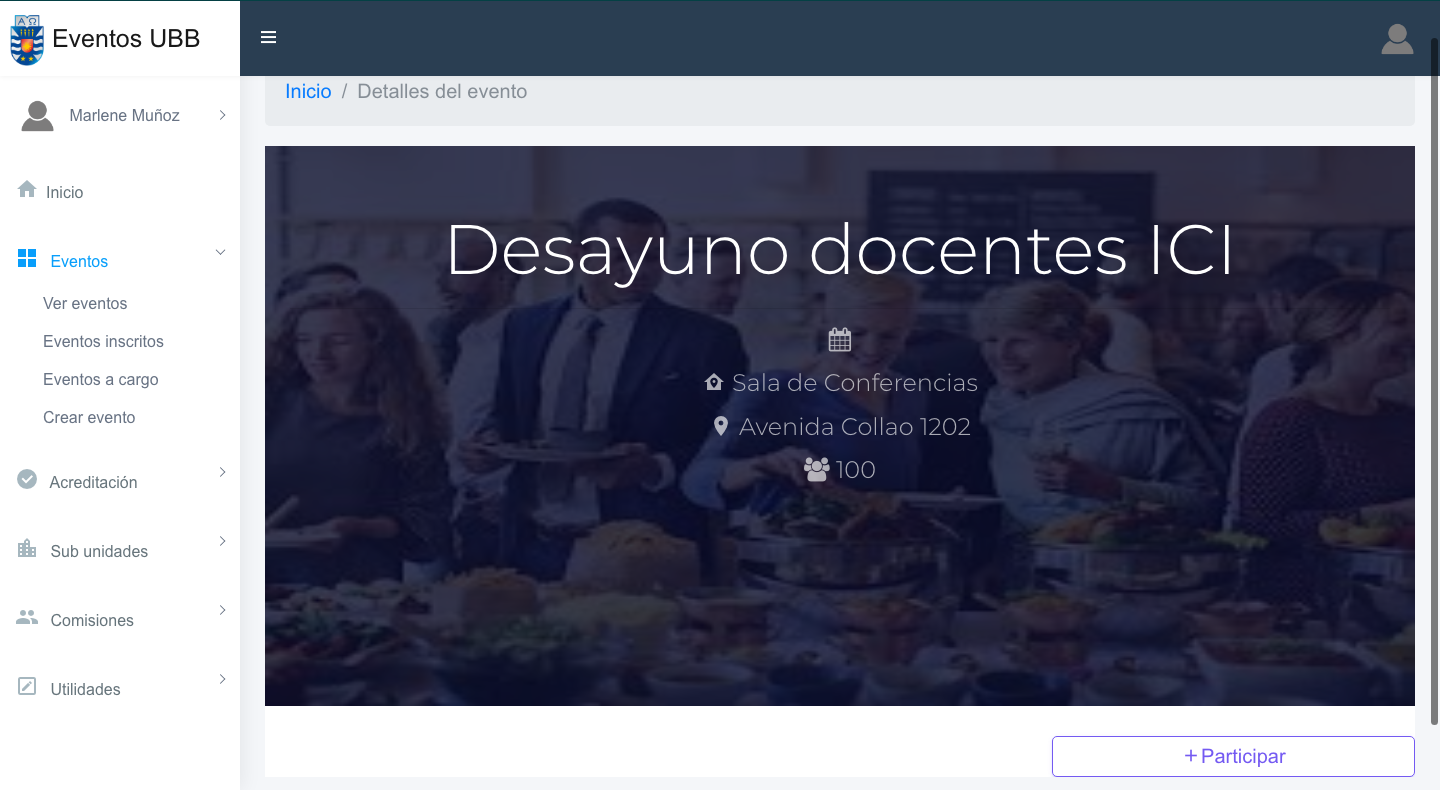 Eventos UBB
Inicio / Detalles del evento
Marlene Muñoz
Inicio
Eventos
Ver eventos
Eventos inscritos
Eventos a cargo
Crear evento
Acreditación
Sub unidades
Comisiones
Utilidades
Desayuno docentes ICI
Sala de Conferencias
Avenida Collao 1202
100
+ Participar